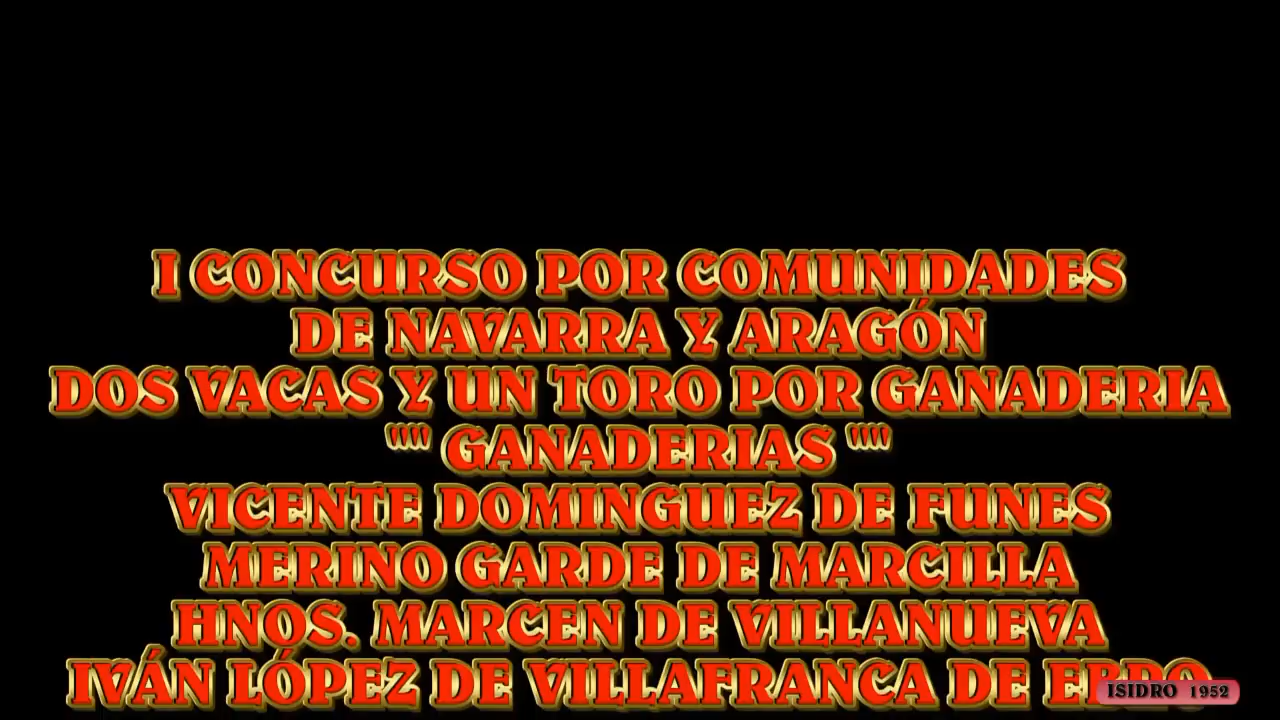 I CONCURSO POR COMUNIDADES
DE NAVARRA Y ARAGÓN
DOS VACAS Y UN TORO POR GANADERIA
"" GANADERIAS ""
VICENTE DOMINGUEZ DE FUNES
MERINO GARDE DE MARCILLA
HNOS. MARCEN DE VILLANUEVA
IVÁN LÓPEZ DE VILLAFRANCA DE EBRO
ISIDRO 1952